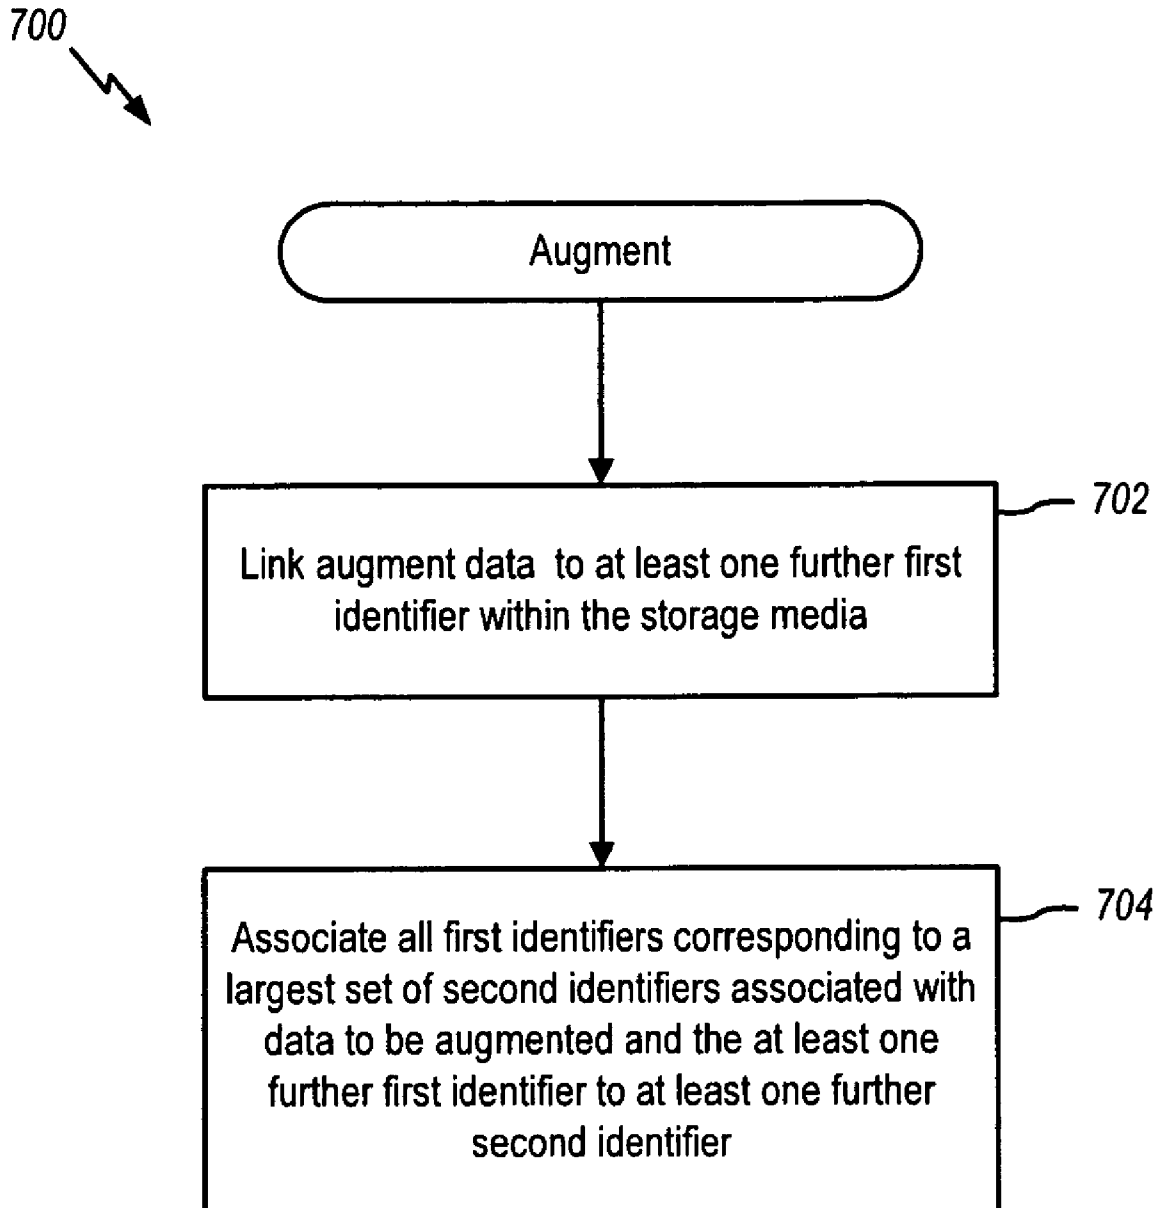 700
Augment
Link augment data to at least one further first
identifier within the storage media
702
Associate all first identifiers corresponding to a
largest set of second identifiers associated with
data to be augmented and the at least one
further first identifier to at least one further
second identifier
704